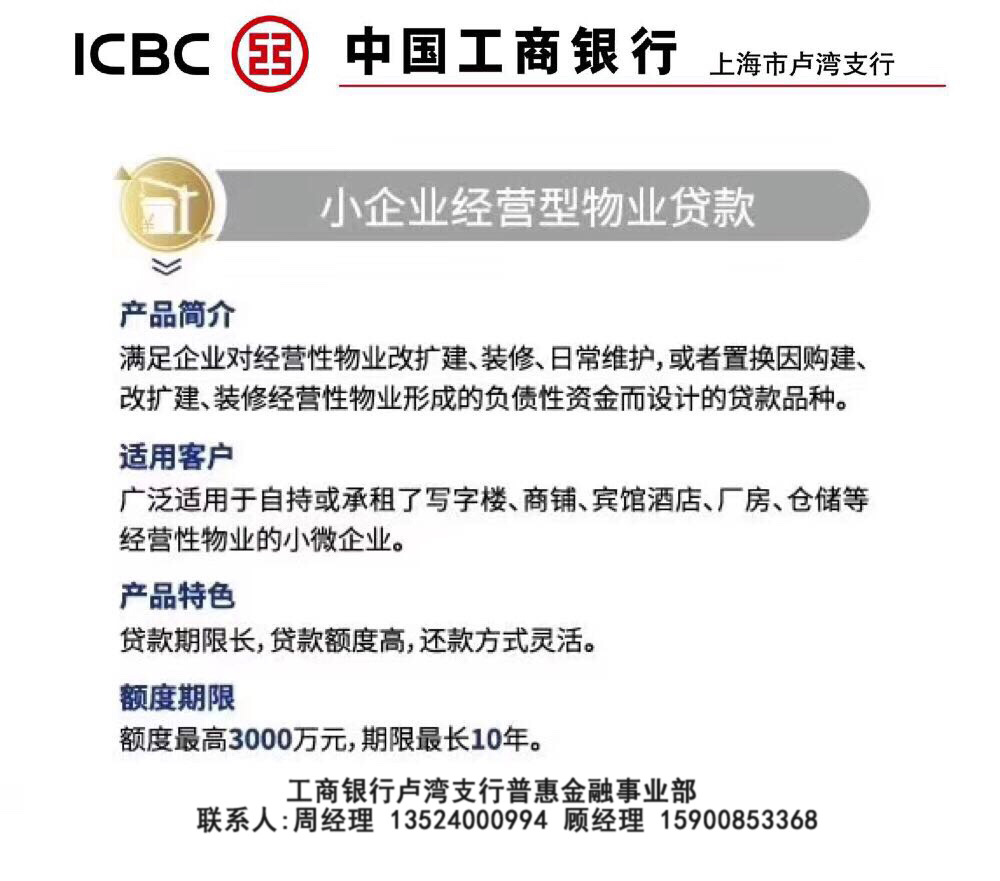 ICBC 中国工商银行 上海市卢湾支行
小企业经营型物业贷款
¥
产品简介
满足企业对经营性物业改扩建、装修、日常维护,或者置换因购建、
改扩建、装修经营性物业形成的负债性资金而设计的贷款品种。
适用客户
广泛适用于自持或承租了写字楼、商铺、宾馆酒店、厂房、仓储等
经营性物业的小微企业。
产品特色
贷款期限长,贷款额度高,还款方式灵活。
额度期限
额度最高3000万元,期限最长10年。
工商银行卢湾支行普惠金融事业部
联系人:周经理 13524000994 顾经理 15900853368